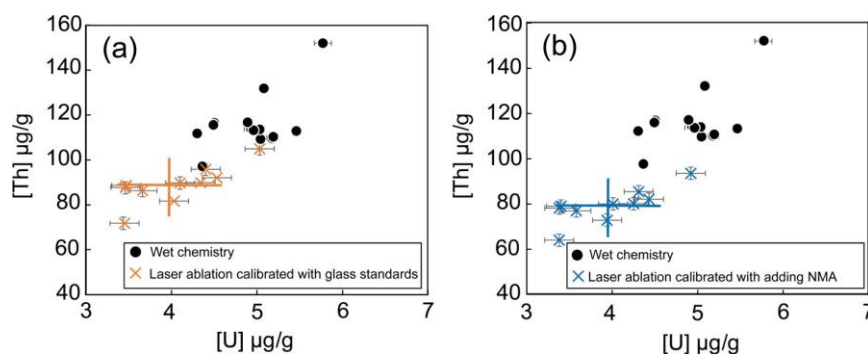 (a)
[Th] μg/g
160
140
120
100
80
60
40
Wet chemistry
Laser ablation calibrated with glass standards
3 4 5 6 7
[U] μg/g
(b)
[Th] μg/g
160
140
120
100
80
60
40
Wet chemistry
Laser ablation calibrated with adding NMA
3 4 5 6 7
[U] μg/g